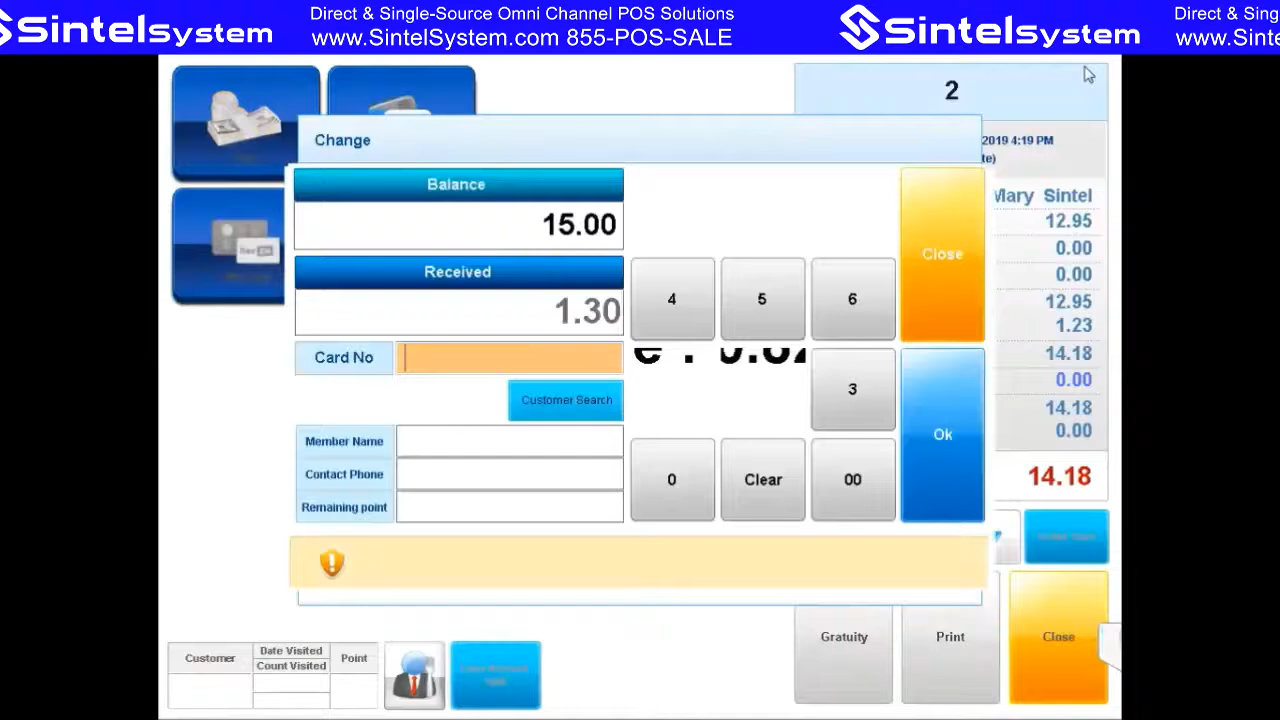 Sintelsystem
Direct & Single-Source Omni Channel POS Solutions
www.SintelSystem.com 855-POS-SALE
Sintelsystem
Direct & Sing
www.Sinte
2
2019 4:19 PM
te)
Change
Balance
15.00
Received
1.30
Card No
Customer Search
Member Name
Contact Phone
Remaining point
4
5
6
3
0
Clear
00
Close
Ok
Mary Sintel
12.95
0.00
0.00
12.95
1.23
14.18
0.00
14.18
0.00
14.18
Gratuity
Print
Close
Customer
Date Visited
Count Visited
Point